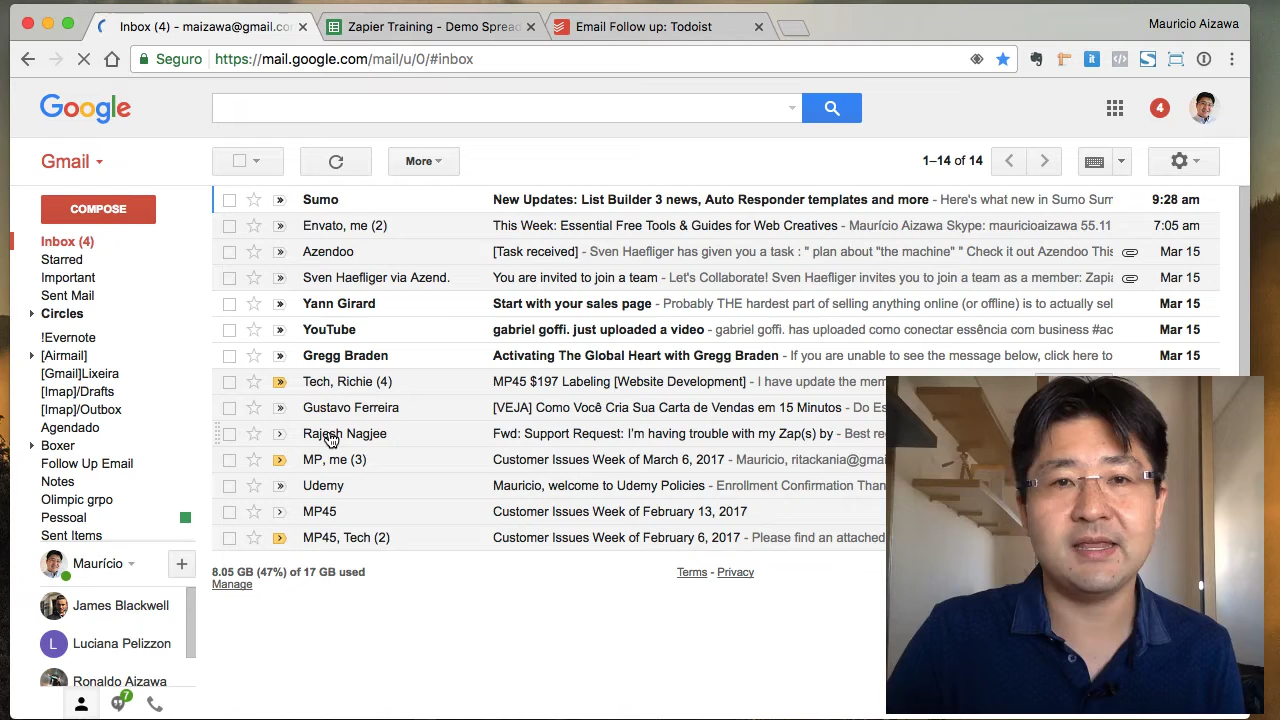 Inbox (4) - maizawa@gmail.co
Zapier Training - Demo Spread
Email Follow up: Todoist
Mauricio Aizawa
Seguro
https://mail.google.com/mail/u/0/#inbox
Google
4
Gmail
More
1–14 of 14
COMPOSE
Inbox (4)
Starred
Important
Sent Mail
Circles
!Evernote
[Airmail]
[Gmail]Lixeira
[Imap]/Drafts
[Imap]/Outbox
Agendado
Boxer
Follow Up Email
Notes
Olimpic grpo
Pessoal
Sent Items
Maurício
James Blackwell
L
Luciana Pelizzon
Ronaldo Aizawa
7
Sumo New Updates: List Builder 3 news, Auto Responder templates and more - Here's what new in Sumo Sum 9:28 am
Envato, me (2) This Week: Essential Free Tools & Guides for Web Creatives - Maurício Aizawa Skype: mauricioaizawa 55.11 7:05 am
Azendoo [Task received] - Sven Haefliger has given you a task : " plan about "the machine" " Check it out Azendoo This Mar 15
Sven Haefliger via Azend. You are invited to join a team - Let's Collaborate! Sven Haefliger invites you to join a team as a member: Zapia Mar 15
Yann Girard Start with your sales page - Probably THE hardest part of selling anything online (or offline) is to actually sel Mar 15
YouTube gabriel goffi. just uploaded a video - gabriel goffi. has uploaded como conectar essência com business #ac Mar 15
Gregg Braden Activating The Global Heart with Gregg Braden - If you are unable to see the message below, click here to Mar 15
Tech, Richie (4) MP45 $197 Labeling [Website Development] - I have update the mem
Gustavo Ferreira [VEJA] Como Você Cria Sua Carta de Vendas em 15 Minutos - Do Es
Rajesh Nagjee Fwd: Support Request: I'm having trouble with my Zap(s) by - Best re
MP, me (3) Customer Issues Week of March 6, 2017 - Mauricio, ritackania@gmai
Udemy Mauricio, welcome to Udemy Policies - Enrollment Confirmation Than
MP45 Customer Issues Week of February 13, 2017
MP45, Tech (2) Customer Issues Week of February 6, 2017 - Please find an attached
8.05 GB (47%) of 17 GB used
Manage
Terms - Privacy